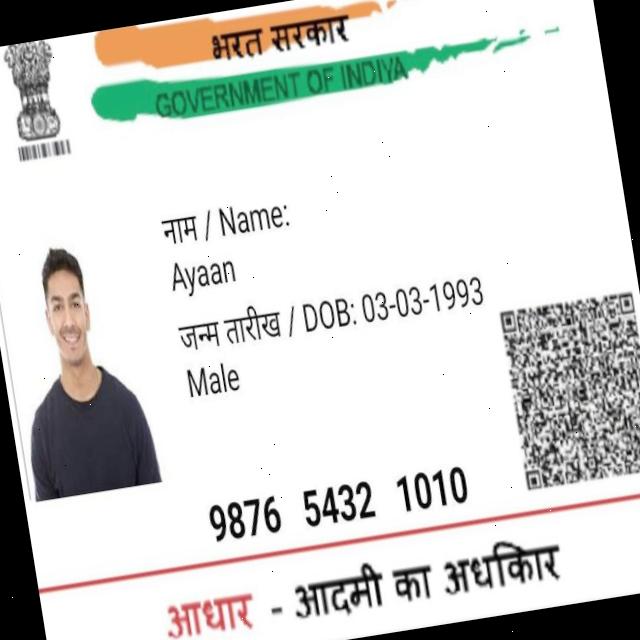 भरत सरकार
GOVERNMENT OF INDIYA
नाम / Name:
Ayaan
जन्म तारीख / DOB: 03-03-1993
Male
9876 5432 1010
आधार - आदमी का अधकिार